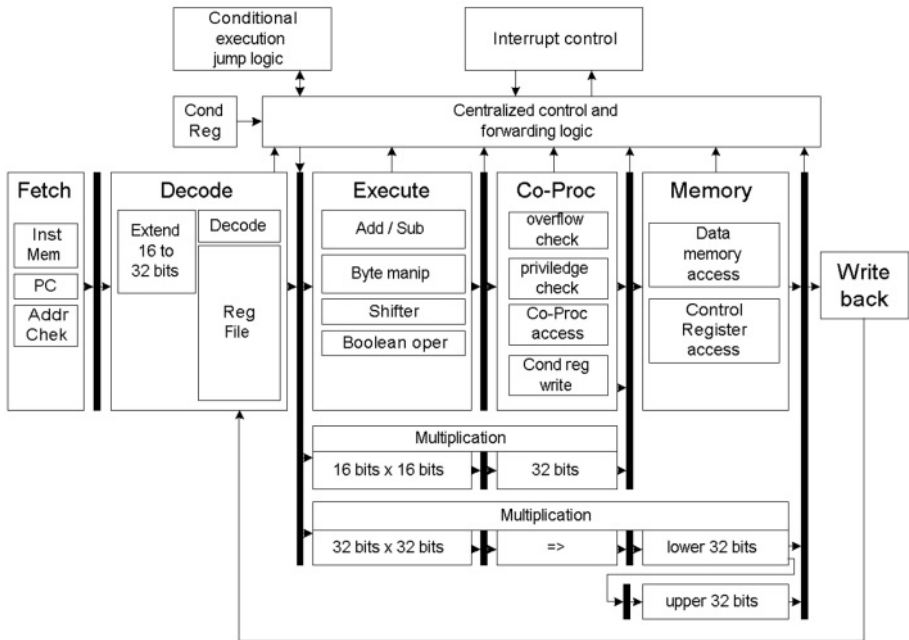 Conditional
execution
jump logic
Interrupt control
Cond
Reg
Centralized control and
forwarding logic
Fetch
Inst
Mem
PC
Addr
Chek
Decode
Extend
16 to
32 bits
Decode
Reg
File
Execute
Add / Sub
Byte manip
Shifter
Boolean oper
Co-Proc
overflow
check
priviledge
check
Co-Proc
access
Cond reg
write
Memory
Data
memory
access
Control
Register
access
Write
back
Multiplication
16 bits x 16 bits
32 bits
Multiplication
32 bits x 32 bits
=>
lower 32 bits
upper 32 bits